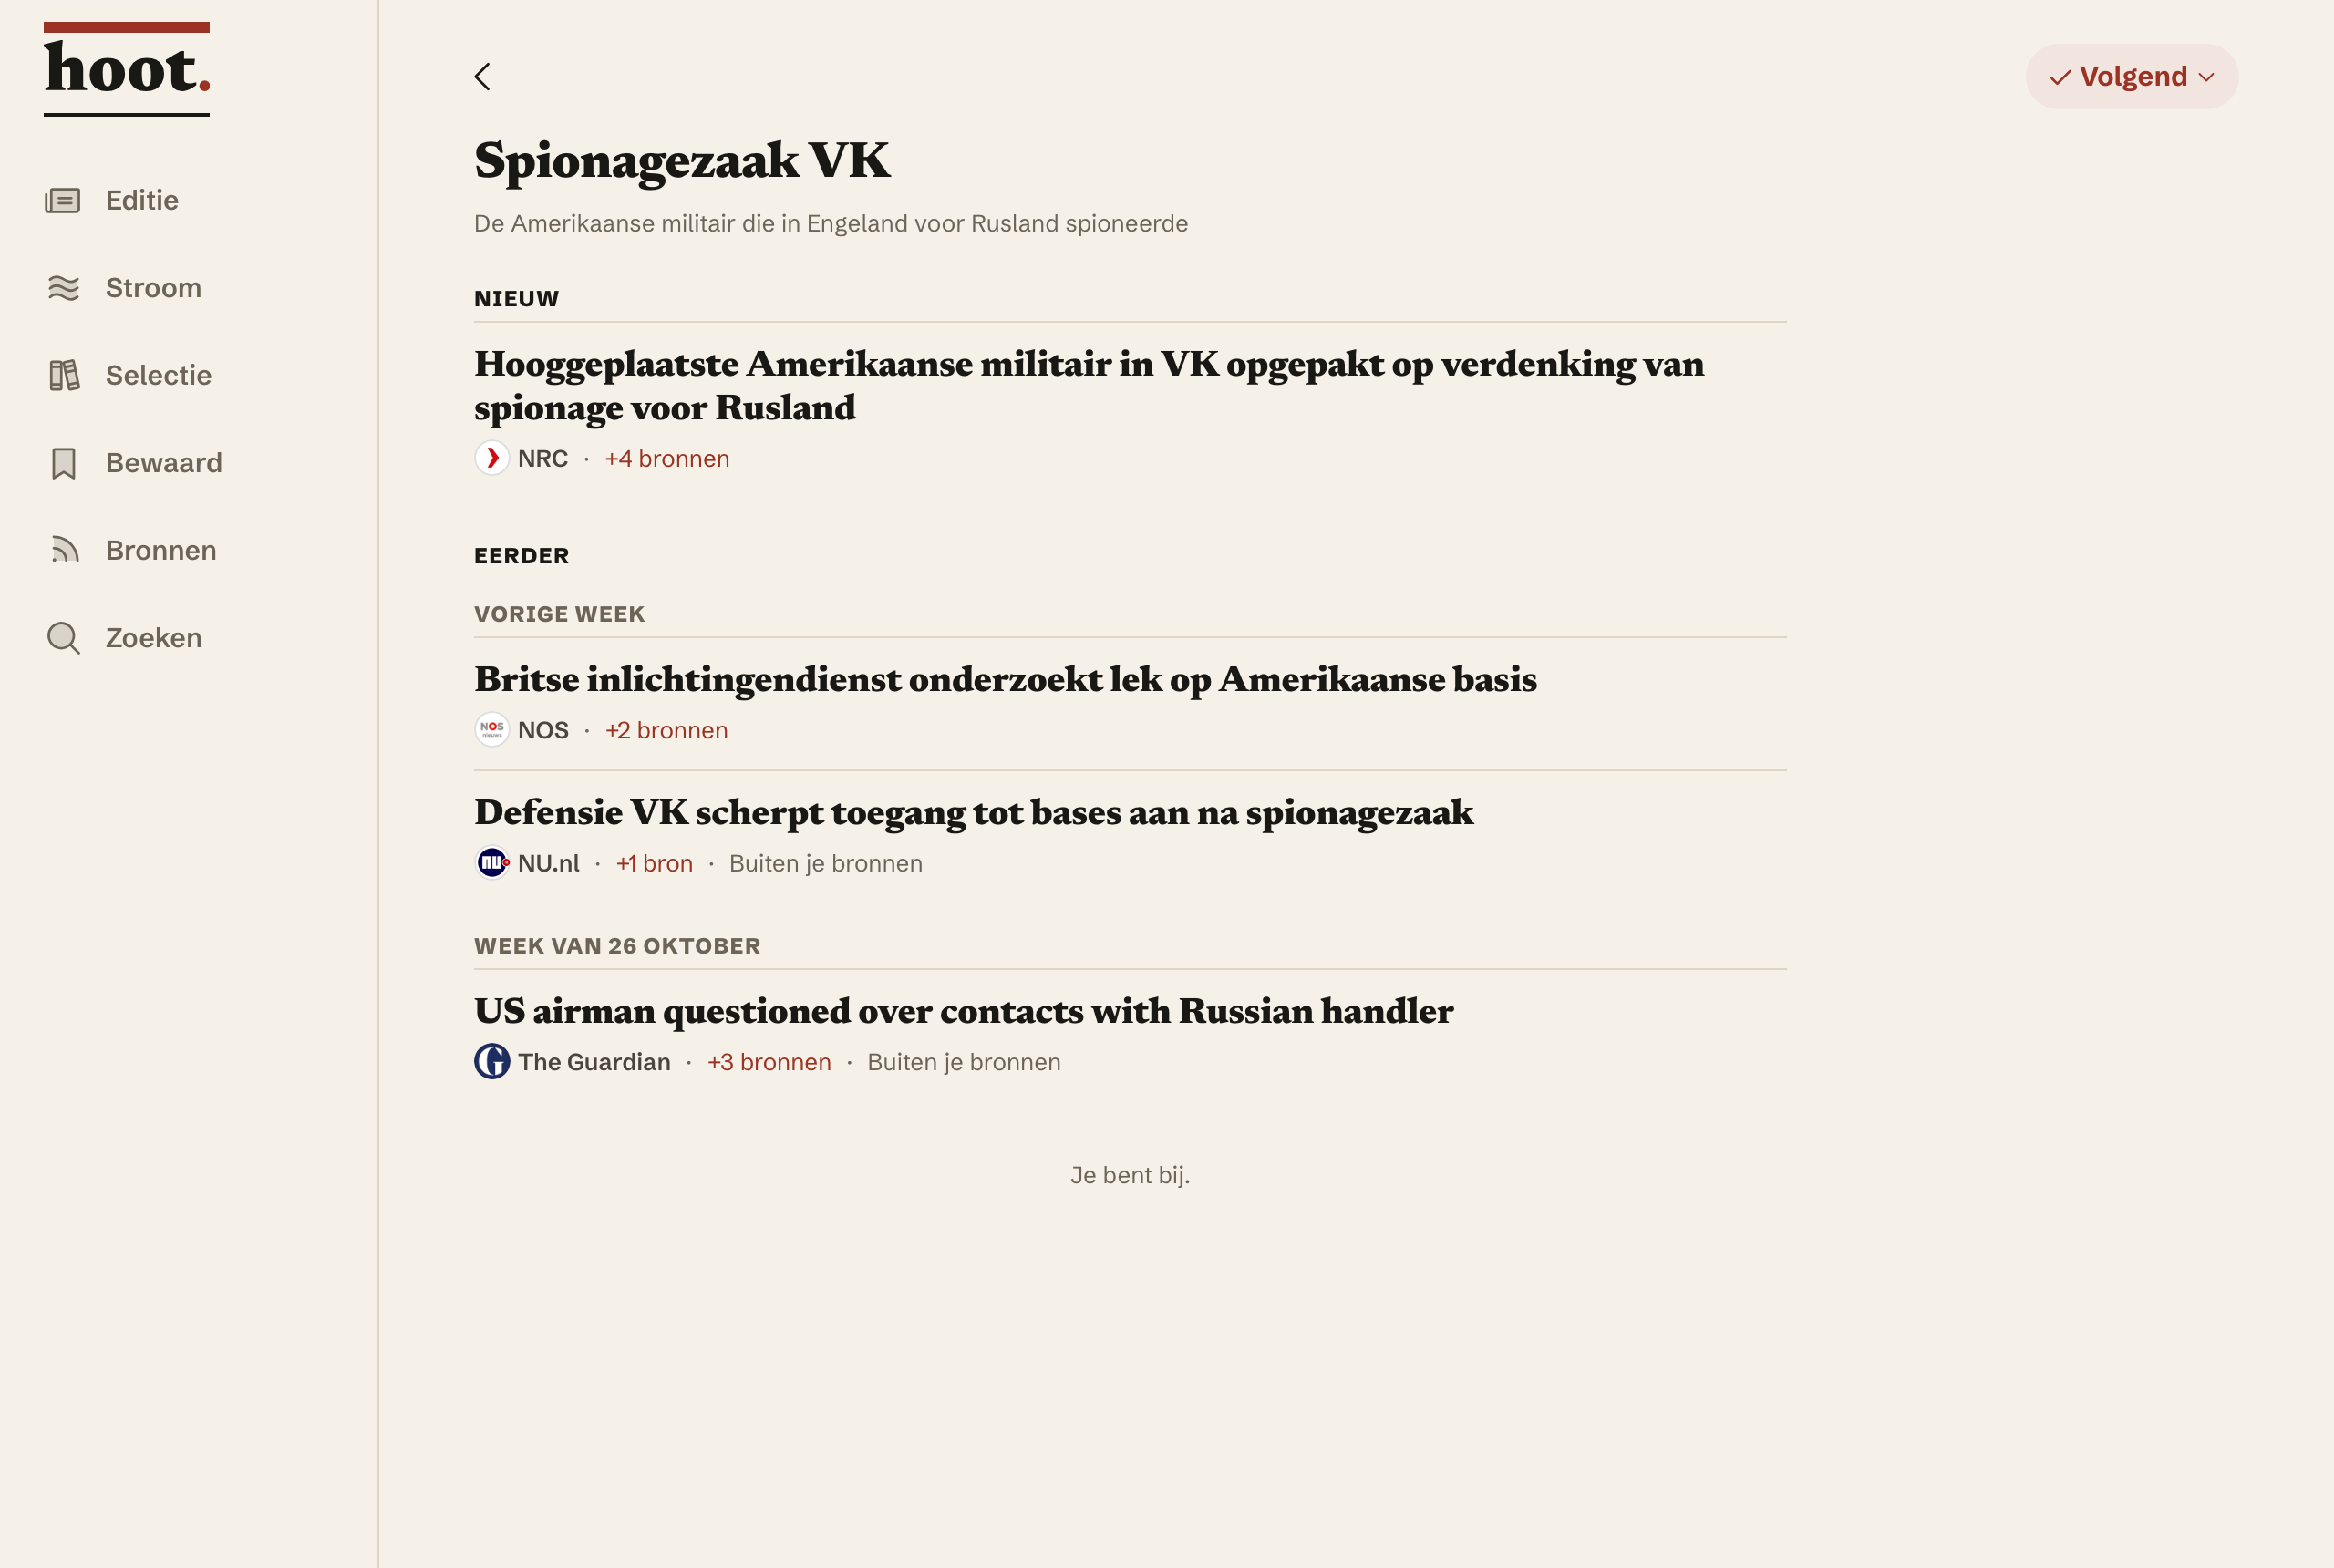 hoot.
Editie
Stroom
Selectie
Bewaard
Bronnen
Zoeken
Volgend
Spionagezaak VK
De Amerikaanse militair die in Engeland voor Rusland spioneerde
NIEUW
Hooggeplaatste Amerikaanse militair in VK opgepakt op verdenking van
spionage voor Rusland
NRC · +4 bronnen
EERDER
VORIGE WEEK
Britse inlichtingendienst onderzoekt lek op Amerikaanse basis
NOS nieuws NOS · +2 bronnen
Defensie VK scherpt toegang tot bases aan na spionagezaak
nu NU.nl · +1 bron · Buiten je bronnen
WEEK VAN 26 OKTOBER
US airman questioned over contacts with Russian handler
G The Guardian · +3 bronnen · Buiten je bronnen
Je bent bij.